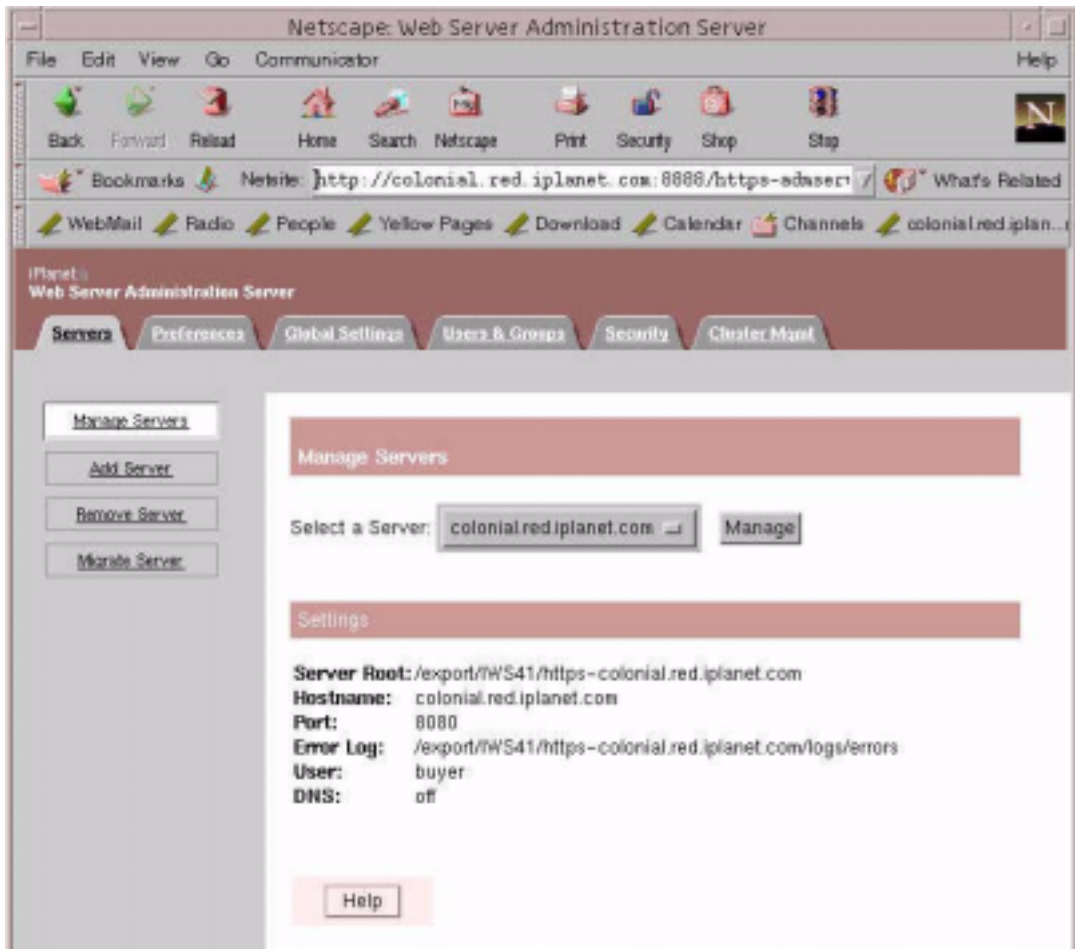 Netscape: Web Server Administration Server
File Edit View Go Communicator Help
Back Forward Reload Home Search Netscape Print Security Shop Stop
N
Bookmarks Netsite: http://colonial.red.iplanet.com:8888/https-admserv What's Related
WebMail Radio People Yellow Pages Download Calendar Channels colonial.red.iplan...
iPlanet
Web Server Administration Server
Servers Preferences Global Settings Users & Groups Security Cluster Mgmt
Manage Servers
Add Server
Remove Server
Migrate Server
Manage Servers
Select a Server: colonial.red.iplanet.com Manage
Settings
Server Root: /export/IWS41/https-colonial.red.iplanet.com
Hostname: colonial.red.iplanet.com
Port: 8080
Error Log: /export/IWS41/https-colonial.red.iplanet.com/logs/errors
User: buyer
DNS: off
Help